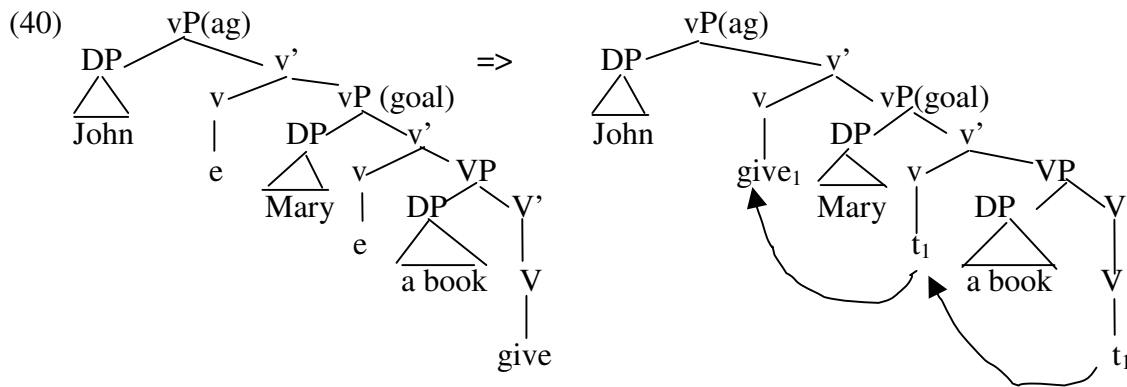 (40) vP(ag) vP(ag)
DP v’ => DP v’
v vP (goal) v vP(goal)
John DP v’ John DP v’
e v VP give₁ v VP
Mary DP V’ Mary DP V
e t₁
a book V a book V
give t₁